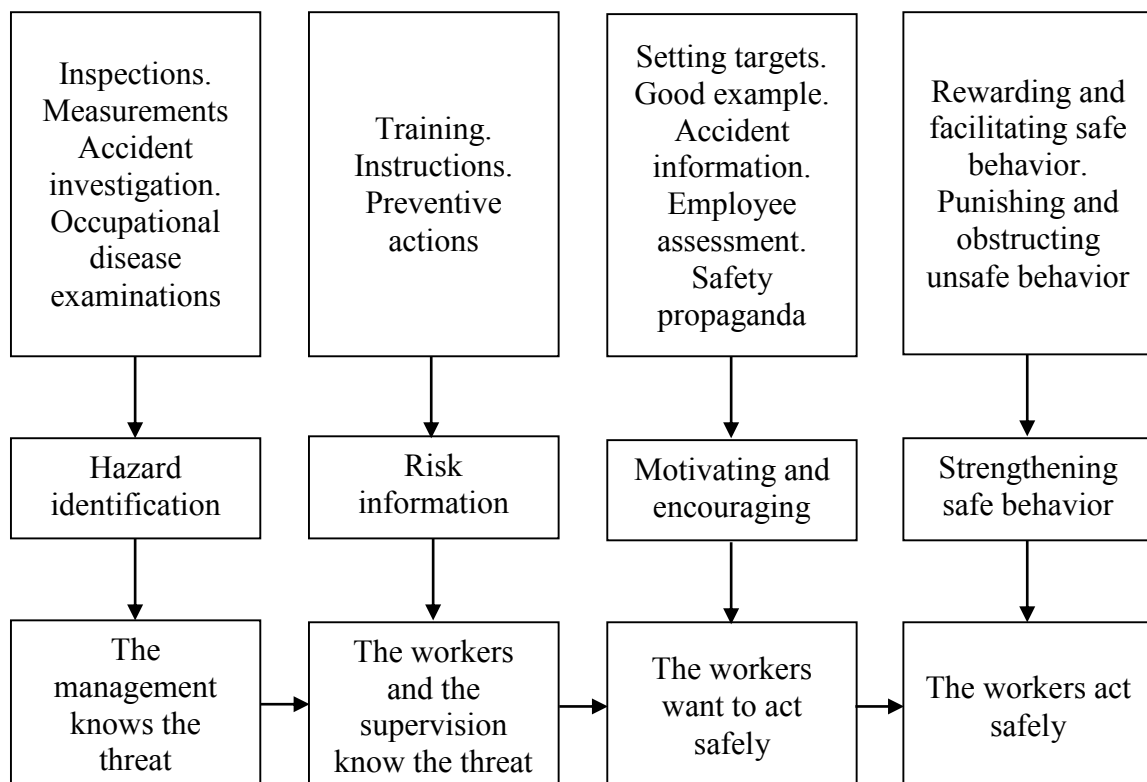 Inspections.
Measurements
Accident
investigation.
Occupational
disease
examinations
Training.
Instructions.
Preventive
actions
Setting targets.
Good example.
Accident
information.
Employee
assessment.
Safety
propaganda
Rewarding and
facilitating safe
behavior.
Punishing and
obstructing
unsafe behavior
Hazard
identification
Risk
information
Motivating and
encouraging
Strengthening
safe behavior
The
management
knows the
threat
The workers
and the
supervision
know the threat
The workers
want to act
safely
The workers act
safely